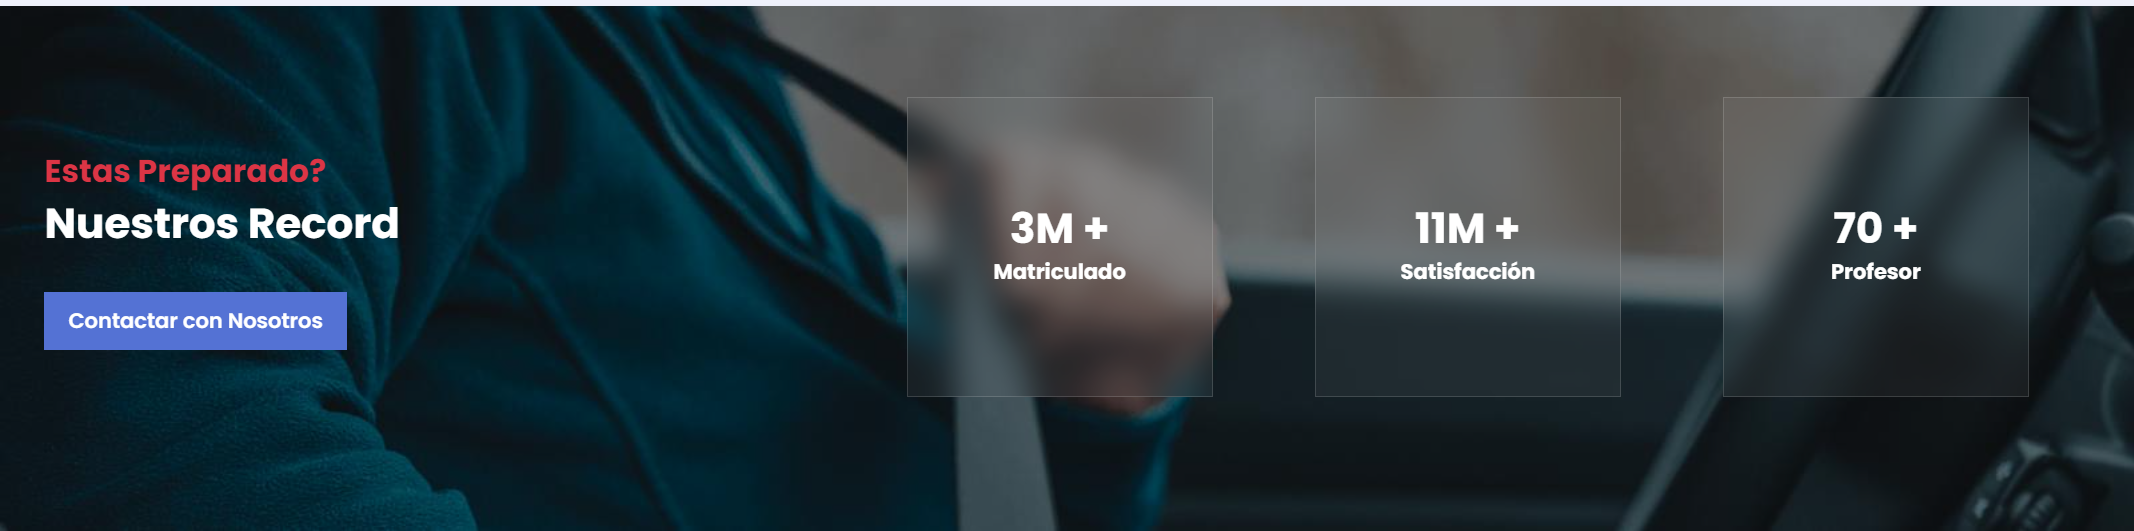 Estas Preparado?
Nuestros Record
Contactar con Nosotros
3M +
Matriculado
11M +
Satisfacción
70 +
Profesor